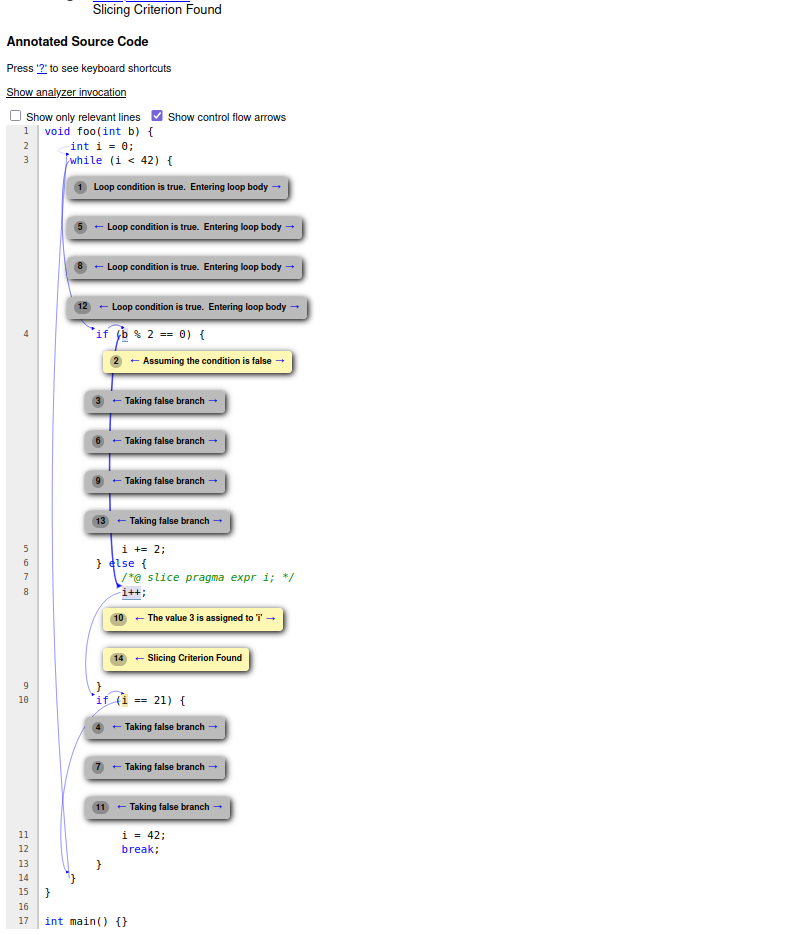 Slicing Criterion Found
Annotated Source Code
Press '?' to see keyboard shortcuts
Show analyzer invocation
Show only relevant lines Show control flow arrows
1 void foo(int b) {
2 int i = 0;
3 while (i < 42) {
1 Loop condition is true. Entering loop body →
5 ← Loop condition is true. Entering loop body →
8 ← Loop condition is true. Entering loop body →
12 ← Loop condition is true. Entering loop body →
4 if (b % 2 == 0) {
2 ← Assuming the condition is false →
3 ← Taking false branch →
6 ← Taking false branch →
9 ← Taking false branch →
13 ← Taking false branch →
5 i += 2;
6 } else {
7 /*@ slice pragma expr i; */
8 i++;
10 ← The value 3 is assigned to 'i' →
14 ← Slicing Criterion Found
9 }
10 if (i == 21) {
4 ← Taking false branch →
7 ← Taking false branch →
11 ← Taking false branch →
11 i = 42;
12 break;
13 }
14 }
15 }
16
17 int main() {}